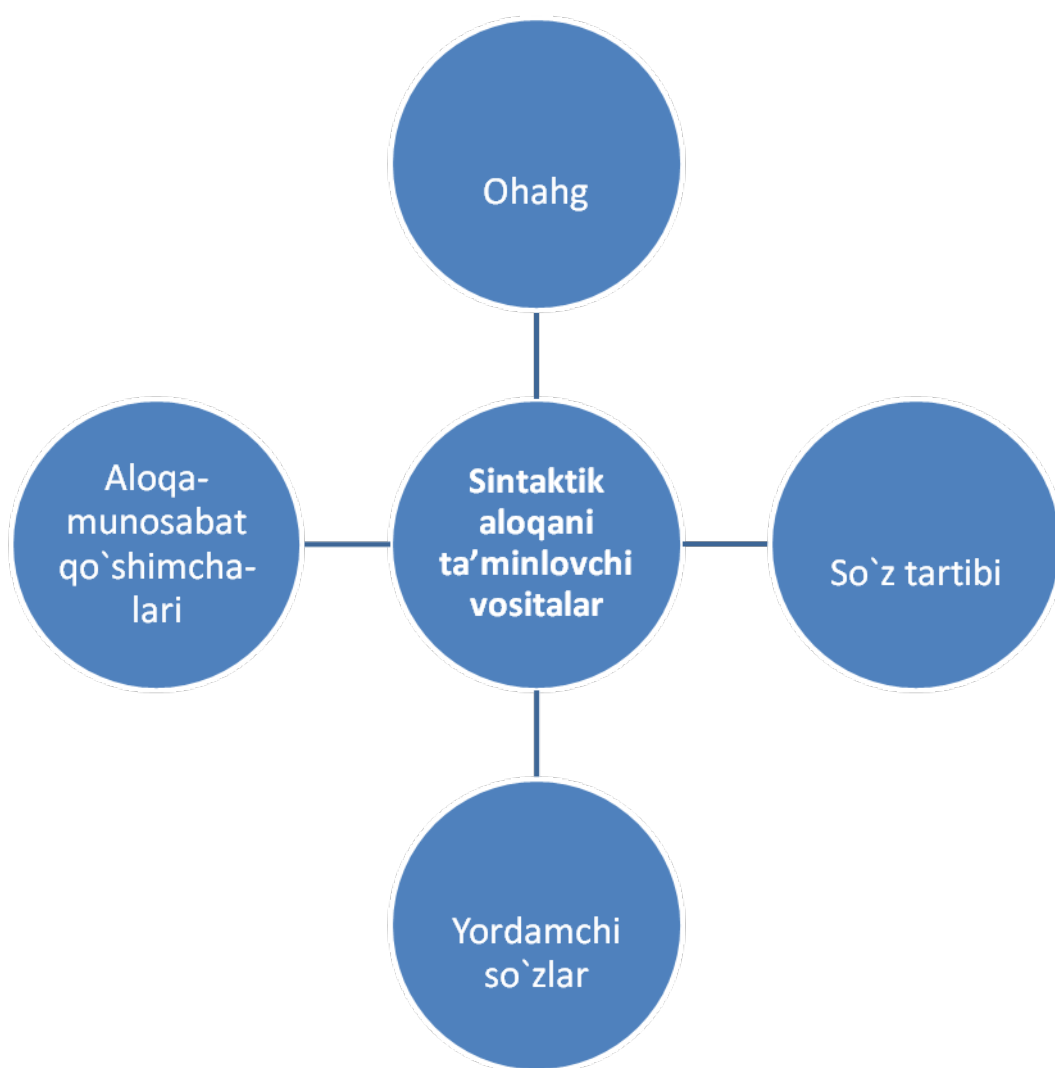 Ohahg
Aloqa-
munosabat
qo`shimcha-
lari
Sintaktik
aloqani
ta’minlovchi
vositalar
So`z tartibi
Yordamchi
so`zlar